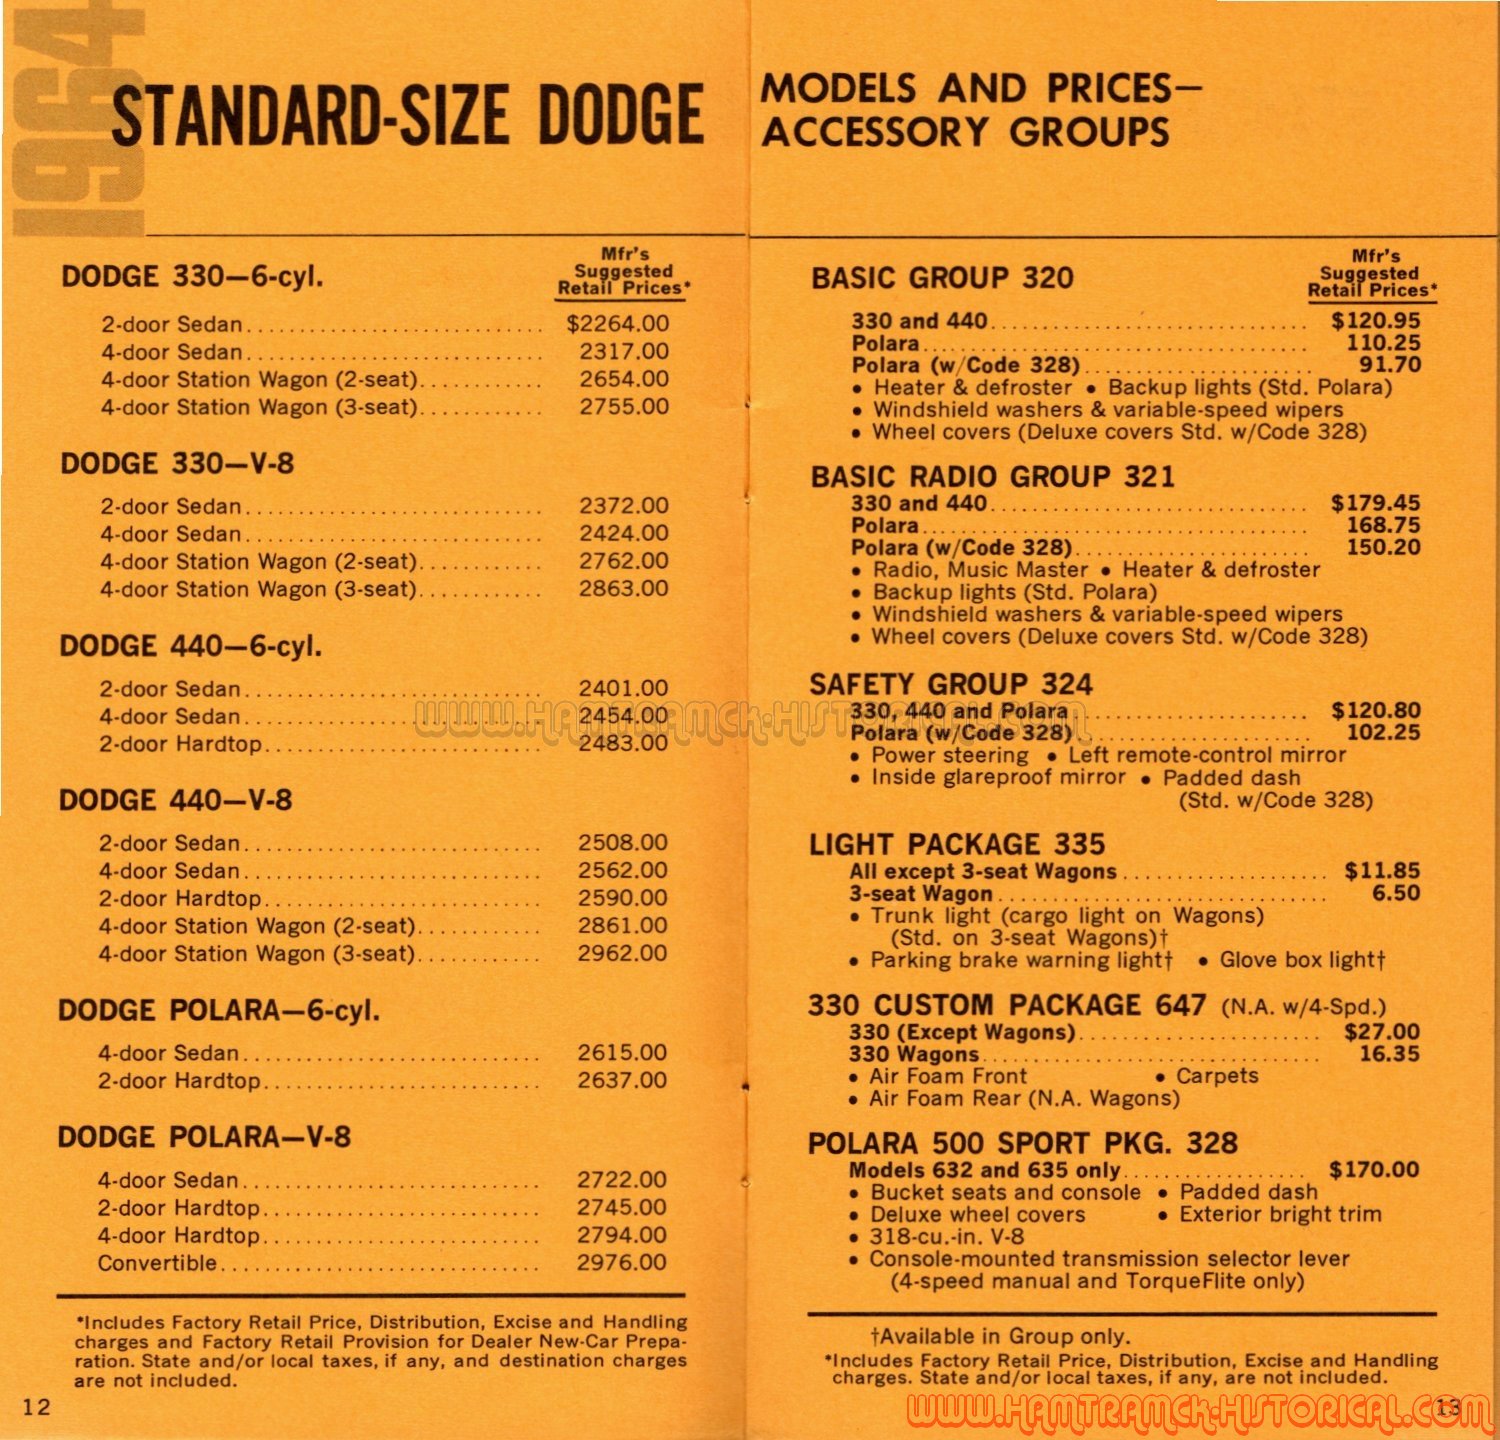 1964
STANDARD-SIZE DODGE
Mfr's
Suggested
Retail Prices*
DODGE 330—6-cyl.
2-door Sedan............................ $2264.00
4-door Sedan............................ 2317.00
4-door Station Wagon (2-seat)............ 2654.00
4-door Station Wagon (3-seat)............ 2755.00
DODGE 330—V-8
2-door Sedan............................ 2372.00
4-door Sedan............................ 2424.00
4-door Station Wagon (2-seat)............ 2762.00
4-door Station Wagon (3-seat)............ 2863.00
DODGE 440—6-cyl.
2-door Sedan............................ 2401.00
4-door Sedan............................ 2454.00
2-door Hardtop.......................... 2483.00
DODGE 440—V-8
2-door Sedan............................ 2508.00
4-door Sedan............................ 2562.00
2-door Hardtop.......................... 2590.00
4-door Station Wagon (2-seat)............ 2861.00
4-door Station Wagon (3-seat)............ 2962.00
DODGE POLARA—6-cyl.
4-door Sedan............................ 2615.00
2-door Hardtop.......................... 2637.00
DODGE POLARA—V-8
4-door Sedan............................ 2722.00
2-door Hardtop.......................... 2745.00
4-door Hardtop.......................... 2794.00
Convertible.............................. 2976.00
*Includes Factory Retail Price, Distribution, Excise and Handling
charges and Factory Retail Provision for Dealer New-Car Prepa-
ration. State and/or local taxes, if any, and destination charges
are not included.
12
MODELS AND PRICES—
ACCESSORY GROUPS
Mfr's
Suggested
Retail Prices*
BASIC GROUP 320
330 and 440.............................. $120.95
Polara.................................... 110.25
Polara (w/Code 328)...................... 91.70
• Heater & defroster • Backup lights (Std. Polara)
• Windshield washers & variable-speed wipers
• Wheel covers (Deluxe covers Std. w/Code 328)
BASIC RADIO GROUP 321
330 and 440.............................. $179.45
Polara.................................... 168.75
Polara (w/Code 328)...................... 150.20
• Radio, Music Master • Heater & defroster
• Backup lights (Std. Polara)
• Windshield washers & variable-speed wipers
• Wheel covers (Deluxe covers Std. w/Code 328)
SAFETY GROUP 324
330, 440 and Polara...................... $120.80
Polara (w/Code 328)...................... 102.25
• Power steering • Left remote-control mirror
• Inside glareproof mirror • Padded dash
(Std. w/Code 328)
LIGHT PACKAGE 335
All except 3-seat Wagons.................... $11.85
3-seat Wagon................................ 6.50
• Trunk light (cargo light on Wagons)
(Std. on 3-seat Wagons)†
• Parking brake warning light† • Glove box light†
330 CUSTOM PACKAGE 647 (N.A. w/4-Spd.)
330 (Except Wagons)........................ $27.00
330 Wagons.................................. 16.35
• Air Foam Front • Carpets
• Air Foam Rear (N.A. Wagons)
POLARA 500 SPORT PKG. 328
Models 632 and 635 only.................. $170.00
• Bucket seats and console • Padded dash
• Deluxe wheel covers • Exterior bright trim
• 318-cu.-in. V-8
• Console-mounted transmission selector lever
(4-speed manual and TorqueFlite only)
†Available in Group only.
*Includes Factory Retail Price, Distribution, Excise and Handling
charges. State and/or local taxes, if any, are not included.
13
www.HAMTRAMCK-HISTORICAL.com
www.HAMTRAMCK-HISTORICAL.com